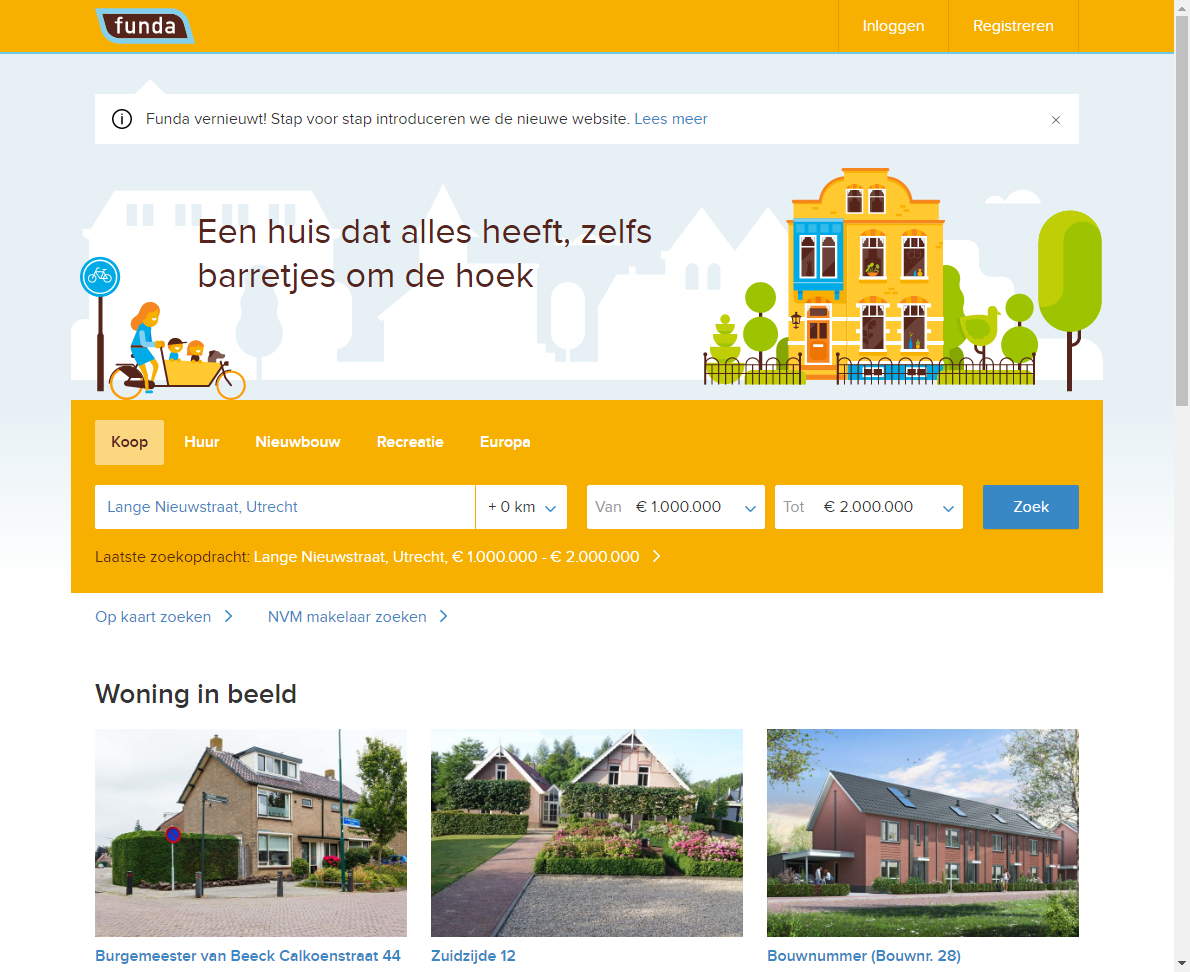 funda
Inloggen
Registreren
Funda vernieuwt! Stap voor stap introduceren we de nieuwe website. Lees meer
Een huis dat alles heeft, zelfs
barretjes om de hoek
Koop
Huur
Nieuwbouw
Recreatie
Europa
Lange Nieuwstraat, Utrecht
+ 0 km
Van € 1.000.000
Tot € 2.000.000
Zoek
Laatste zoekopdracht: Lange Nieuwstraat, Utrecht, € 1.000.000 - € 2.000.000
Op kaart zoeken
NVM makelaar zoeken
Woning in beeld
Burgemeester van Beeck Calkoenstraat 44
Zuidzijde 12
Bouwnummer (Bouwnr. 28)